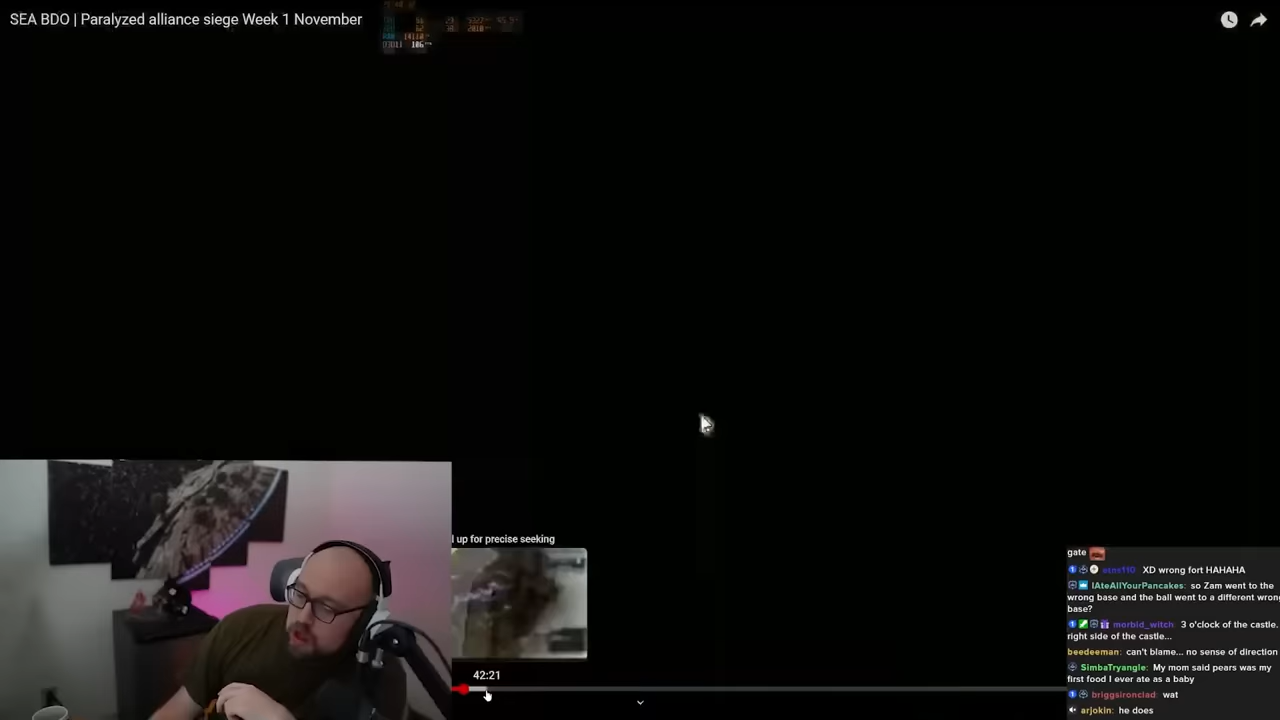 SEA BDO | Paralyzed alliance siege Week 1 November
l up for precise seeking
42:21
gate
XD wrong fort HAHAHA
IAteAllYourPancakes: so Zam went to the
wrong base and the ball went to a different wrong
base?
morbid_witch: 3 o'clock of the castle.
right side of the castle...
beedeeman: can't blame... no sense of direction
SimbaTryangle: My mom said pears was my
first food I ever ate as a baby
briggsironclad: wat
arjokin: he does